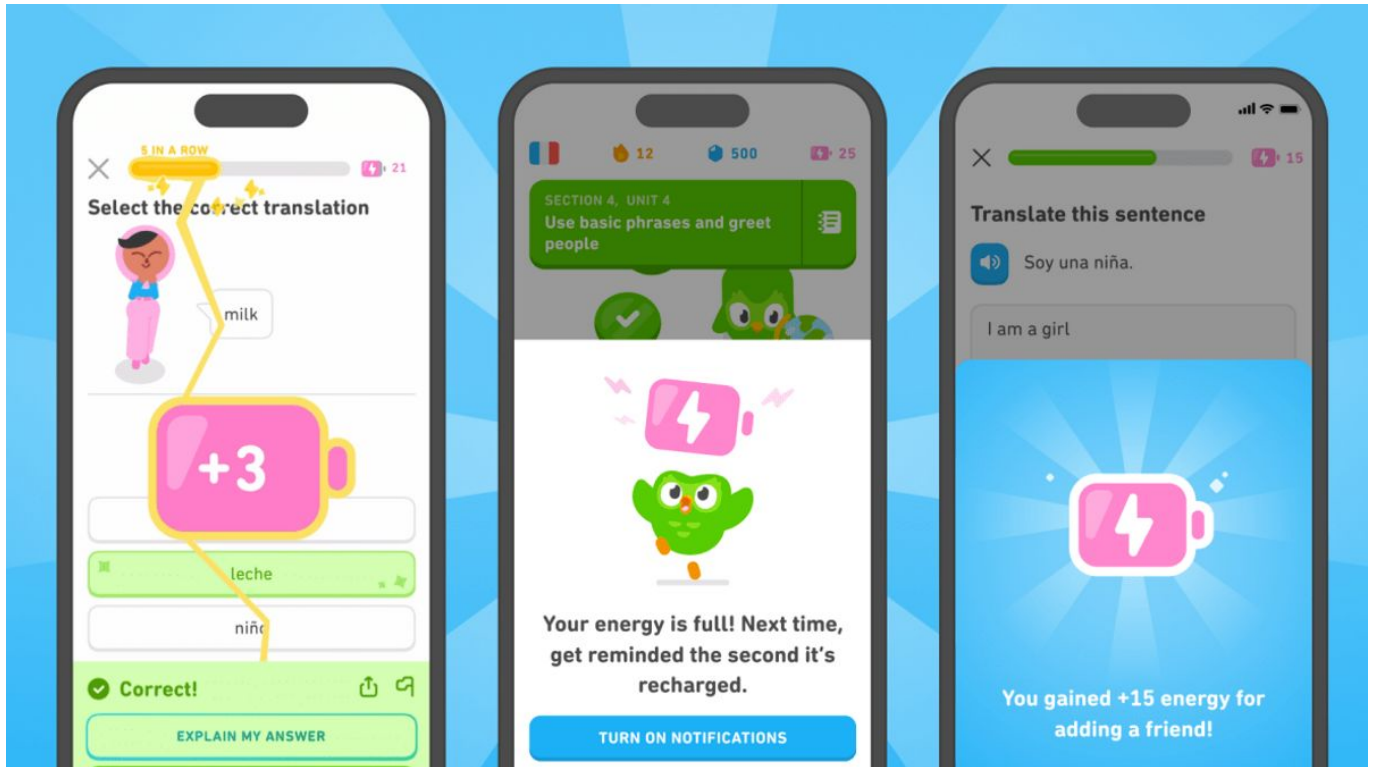 5 IN A ROW
21
Select the correct translation
milk
+3
leche
niño
Correct!
EXPLAIN MY ANSWER
12
500
25
SECTION 4, UNIT 4
Use basic phrases and greet
people
Your energy is full! Next time,
get reminded the second it's
recharged.
TURN ON NOTIFICATIONS
15
Translate this sentence
Soy una niña.
I am a girl
You gained +15 energy for
adding a friend!